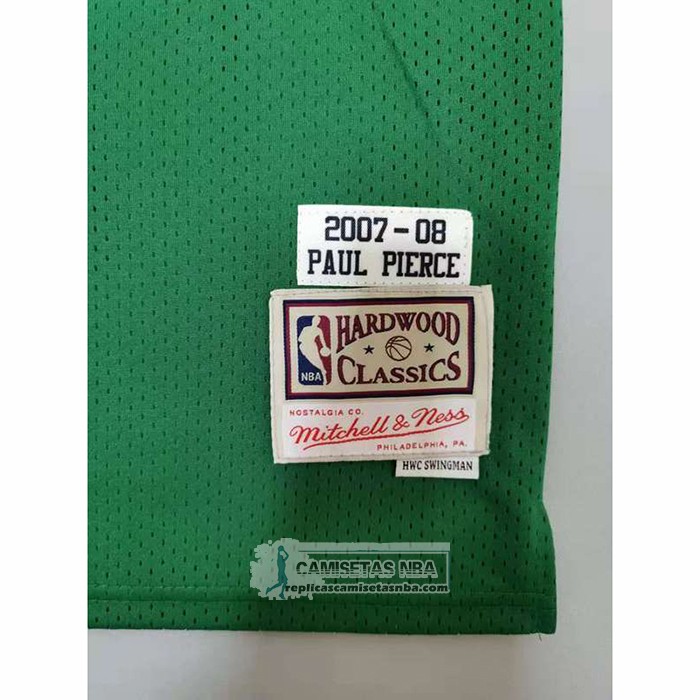 2007-08
PAUL PIERCE
HARDWOOD
CLASSICS
NBA
NOSTALGIA CO.
Mitchell & Ness
PHILADELPHIA, PA.
HWC SWINGMAN
CAMISETAS NBA
replicascamisetasnba.com